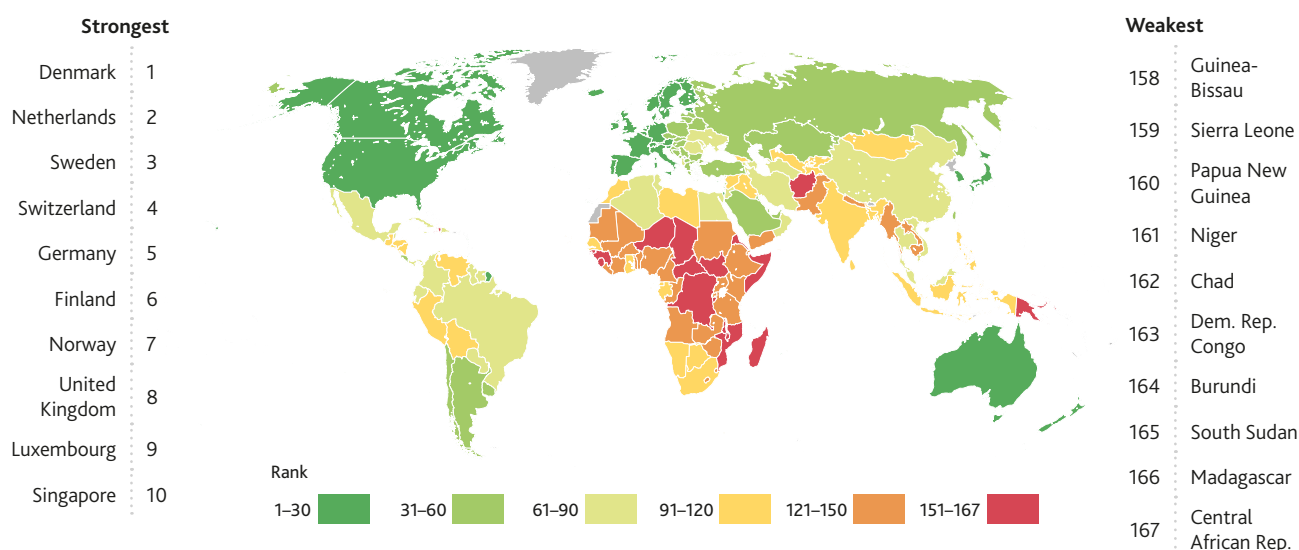 Strongest
Denmark 1
Netherlands 2
Sweden 3
Switzerland 4
Germany 5
Finland 6
Norway 7
United
Kingdom 8
Luxembourg 9
Singapore 10
Rank
1–30
31–60
61–90
91–120
121–150
151–167
Weakest
158 Guinea-
Bissau
159 Sierra Leone
160 Papua New
Guinea
161 Niger
162 Chad
163 Dem. Rep.
Congo
164 Burundi
165 South Sudan
166 Madagascar
167 Central
African Rep.